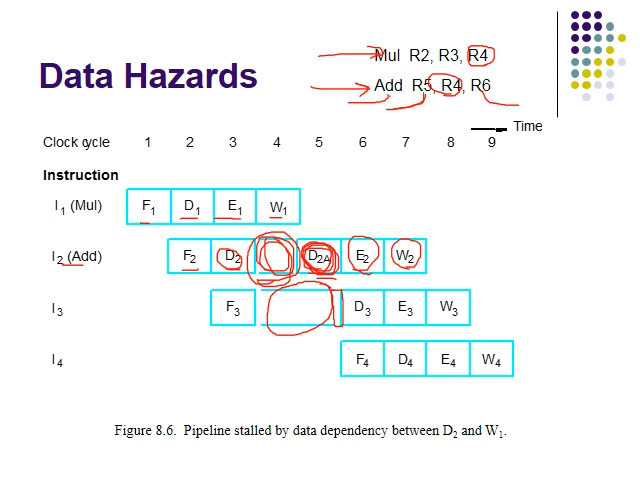 Mul R2, R3, R4
Data Hazards
Add R5, R4, R6
Time
Clock cycle 1 2 3 4 5 6 7 8 9
Instruction
I1 (Mul) F1 D1 E1 W1
I2 (Add) F2 D2 D2A E2 W2
I3 F3 D3 E3 W3
I4 F4 D4 E4 W4
Figure 8.6. Pipeline stalled by data dependency between D2 and W1.